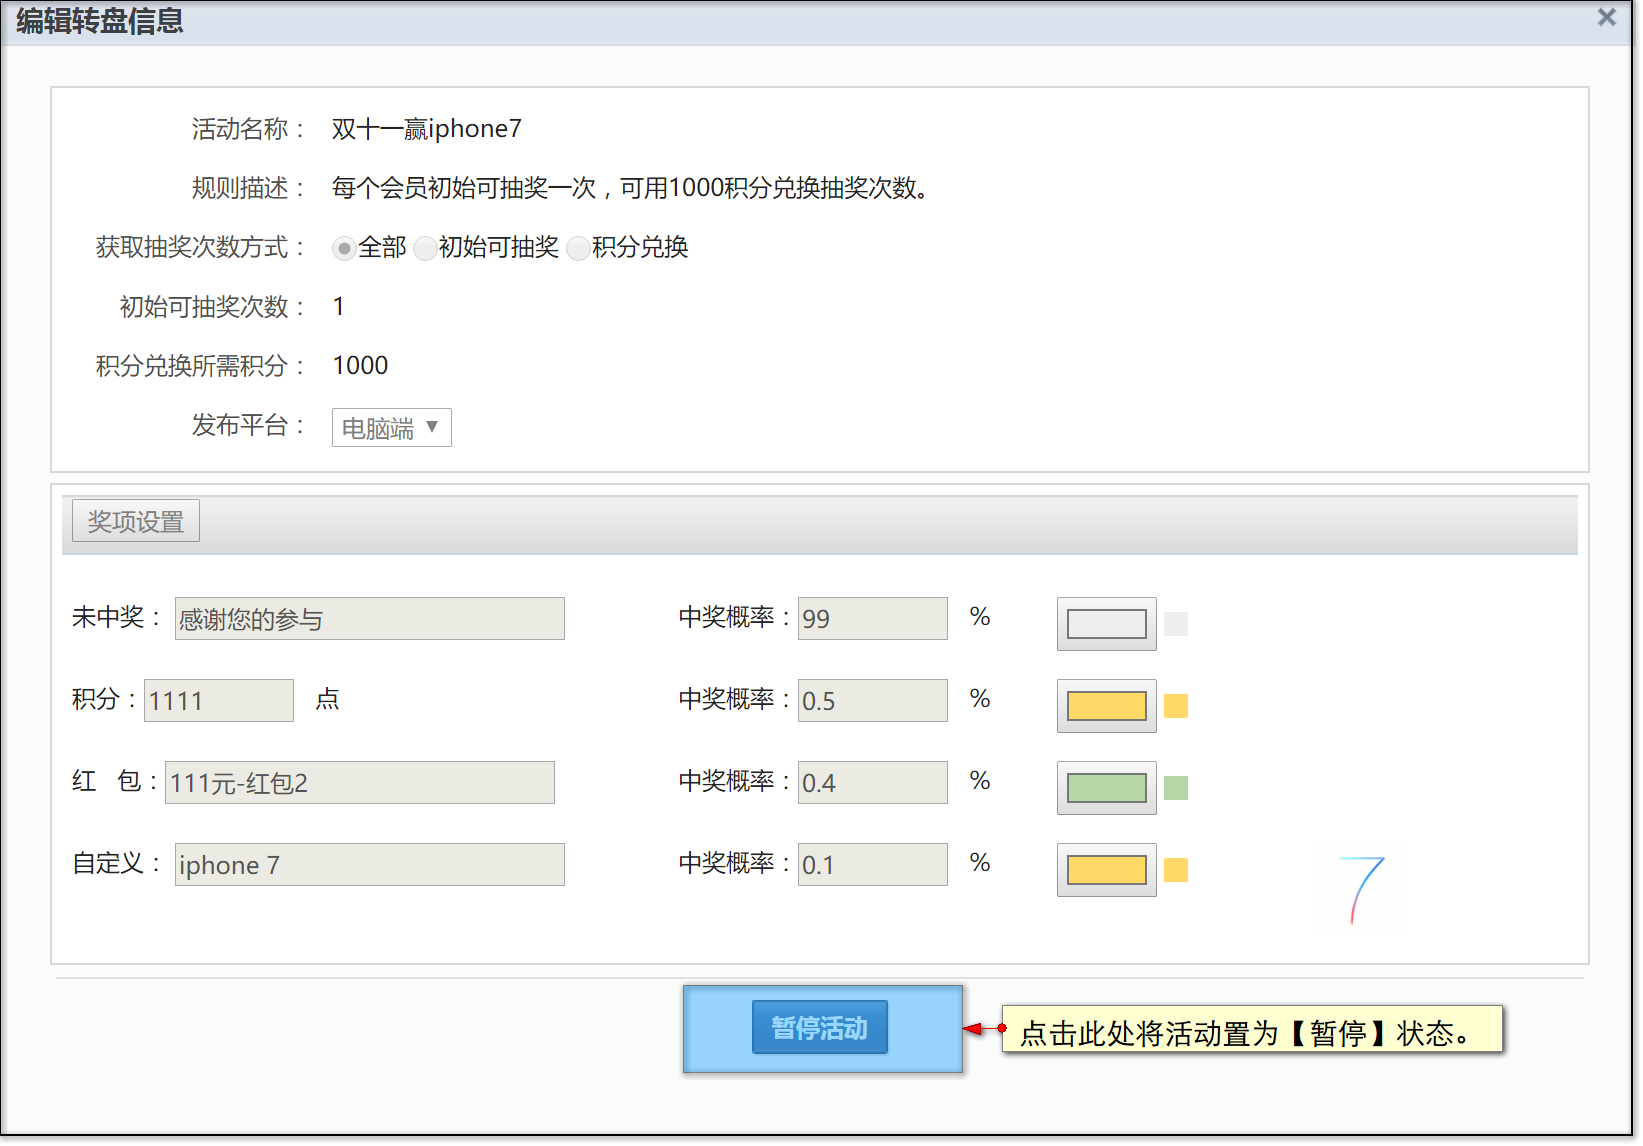 编辑转盘信息
活动名称： 双十一赢iphone7
规则描述： 每个会员初始可抽奖一次，可用1000积分兑换抽奖次数。
获取抽奖次数方式： 全部 初始可抽奖 积分兑换
初始可抽奖次数： 1
积分兑换所需积分： 1000
发布平台： 电脑端
奖项设置
未中奖： 感谢您的参与 中奖概率： 99 %
积分： 1111 点 中奖概率： 0.5 %
红 包： 111元-红包2 中奖概率： 0.4 %
自定义： iphone 7 中奖概率： 0.1 %
7
暂停活动 点击此处将活动置为【暂停】状态。